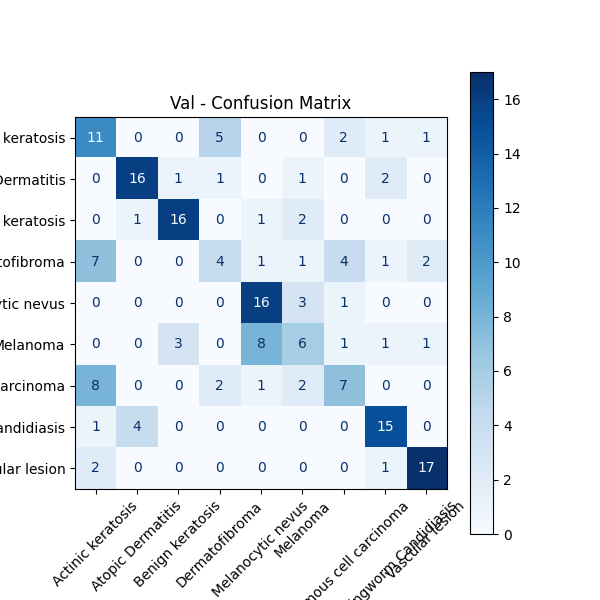 Val - Confusion Matrix
keratosis 11 0 0 5 0 0 2 1 1
Dermatitis 0 16 1 1 0 1 0 2 0
keratosis 0 1 16 0 1 2 0 0 0
tofibroma 7 0 0 4 1 1 4 1 2
ytic nevus 0 0 0 0 16 3 1 0 0
Melanoma 0 0 3 0 8 6 1 1 1
arcinoma 8 0 0 2 1 2 7 0 0
andidiasis 1 4 0 0 0 0 0 15 0
ular lesion 2 0 0 0 0 0 0 1 17
Actinic keratosis
Atopic Dermatitis
Benign keratosis
Dermatofibroma
Melanocytic nevus
Melanoma
mous cell carcinoma
ngworm Candidiasis
Vascular lesion
16
14
12
10
8
6
4
2
0